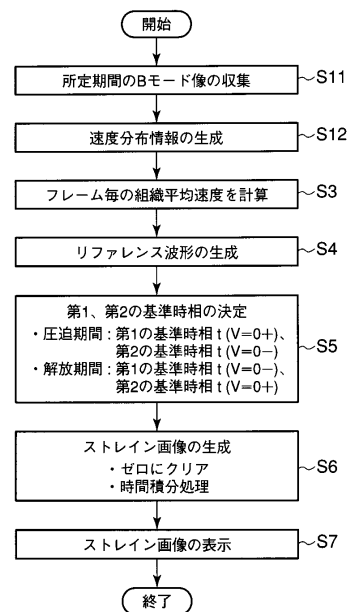 開始
所定期間のBモード像の収集
S11
速度分布情報の生成
S12
フレーム毎の組織平均速度を計算
S3
リファレンス波形の生成
S4
第1、第2の基準時相の決定
・圧迫期間:第1の基準時相 t (V=0+)、
第2の基準時相 t (V=0−)
・解放期間:第1の基準時相 t (V=0−)、
第2の基準時相 t (V=0+)
S5
ストレイン画像の生成
・ゼロにクリア
・時間積分処理
S6
ストレイン画像の表示
S7
終了